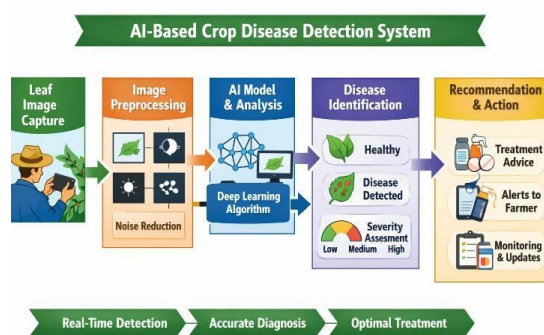 AI-Based Crop Disease Detection System
Leaf
Image
Capture
Image
Preprocessing
Noise Reduction
AI Model
& Analysis
Deep Learning
Algorithm
Disease
Identification
Healthy
Disease
Detected
Severity
Assesment
Low Medium High
Recommendation
& Action
Treatment
Advice
Alerts to
Farmer
Monitoring
& Updates
Real-Time Detection
Accurate Diagnosis
Optimal Treatment